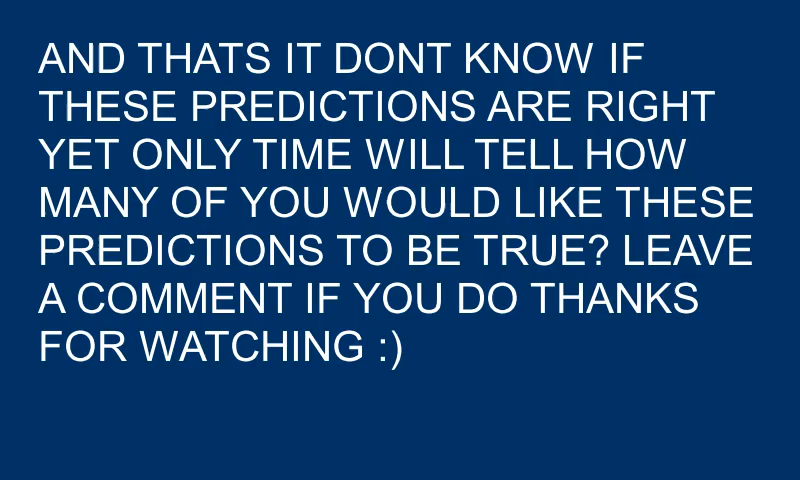 AND THATS IT DONT KNOW IF
THESE PREDICTIONS ARE RIGHT
YET ONLY TIME WILL TELL HOW
MANY OF YOU WOULD LIKE THESE
PREDICTIONS TO BE TRUE? LEAVE
A COMMENT IF YOU DO THANKS
FOR WATCHING :)